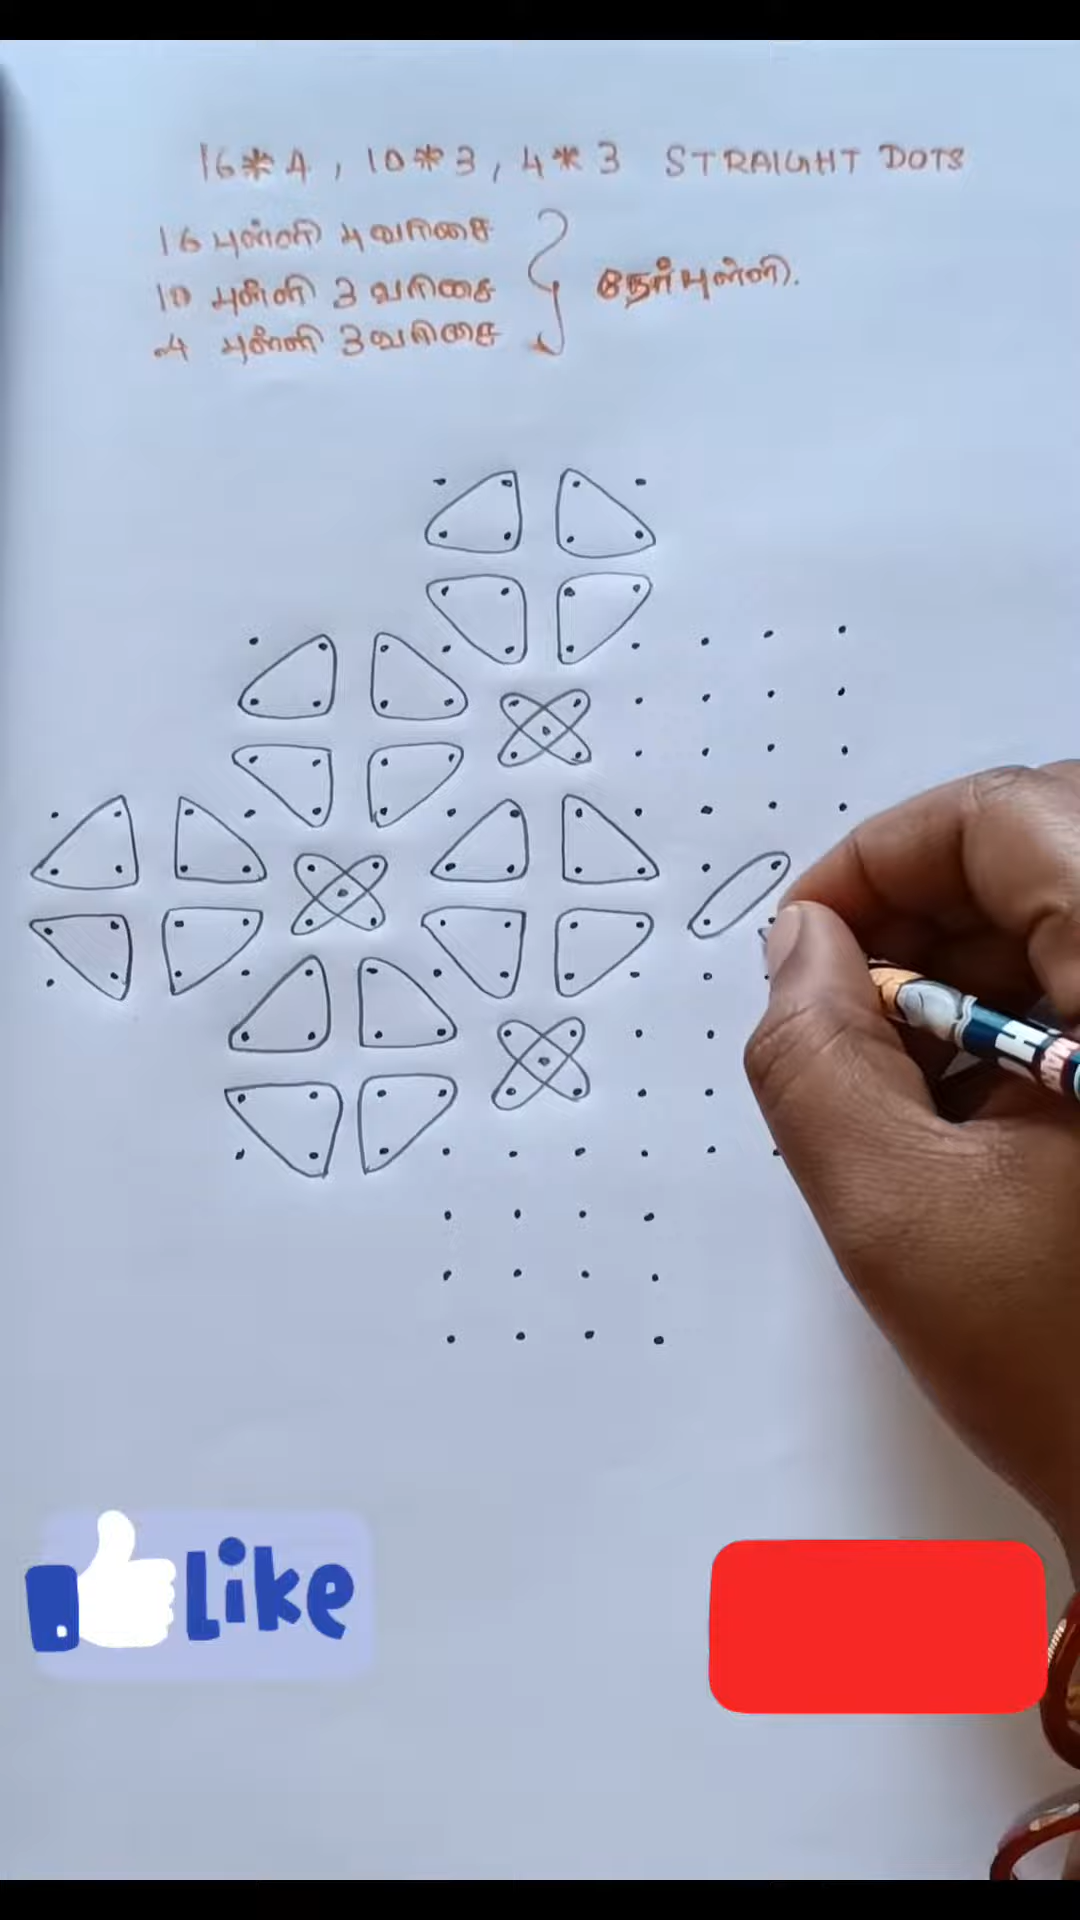 16*4, 10*3, 4*3 STRAIGHT DOTS
16 புள்ளி 4 வரிசை
10 புள்ளி 3 வரிசை
4 புள்ளி 3 வரிசை
நேர்புள்ளி.
Like